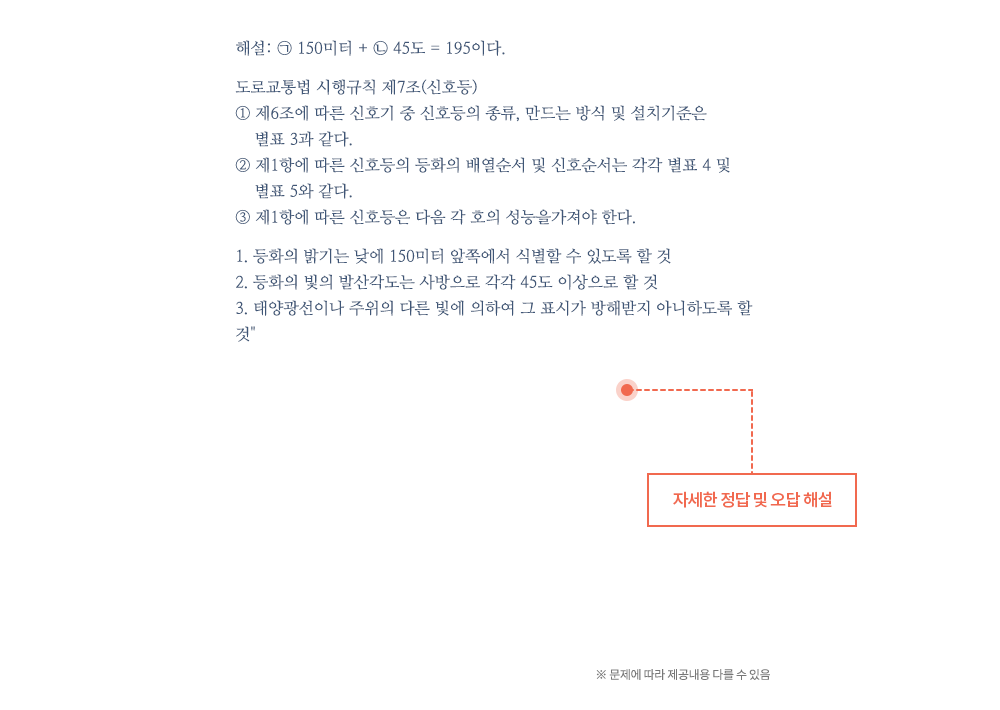 해설: ㉠ 150미터 + ㉡ 45도 = 195이다.
도로교통법 시행규칙 제7조(신호등)
① 제6조에 따른 신호기 중 신호등의 종류, 만드는 방식 및 설치기준은
별표 3과 같다.
② 제1항에 따른 신호등의 등화의 배열순서 및 신호순서는 각각 별표 4 및
별표 5와 같다.
③ 제1항에 따른 신호등은 다음 각 호의 성능을가져야 한다.
1. 등화의 밝기는 낮에 150미터 앞쪽에서 식별할 수 있도록 할 것
2. 등화의 빛의 발산각도는 사방으로 각각 45도 이상으로 할 것
3. 태양광선이나 주위의 다른 빛에 의하여 그 표시가 방해받지 아니하도록 할
것"
자세한 정답 및 오답 해설
※ 문제에 따라 제공내용 다를 수 있음